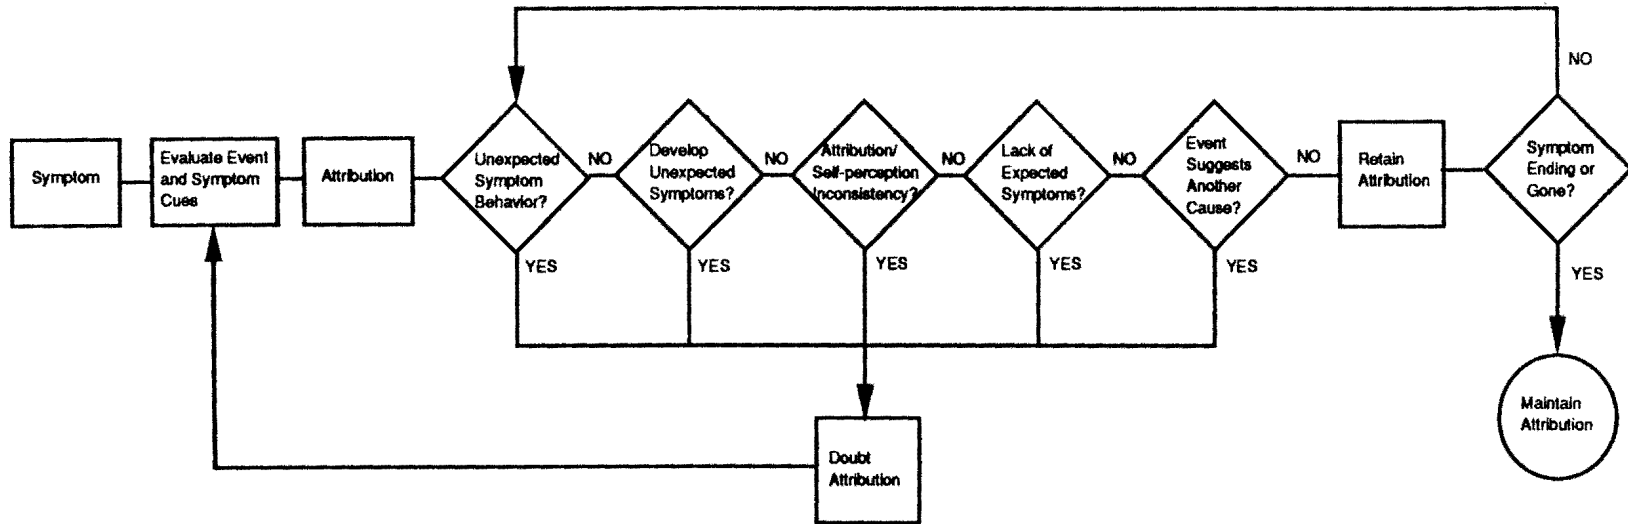 Symptom
Evaluate Event
and Symptom
Cues
Attribution
Unexpected
Symptom
Behavior?
NO
YES
Develop
Unexpected
Symptoms?
NO
YES
Attribution/
Self-perception
Inconsistency?
NO
YES
Lack of
Expected
Symptoms?
NO
YES
Event
Suggests
Another
Cause?
NO
YES
Retain
Attribution
Symptom
Ending or
Gone?
NO
YES
Maintain
Attribution
Doubt
Attribution